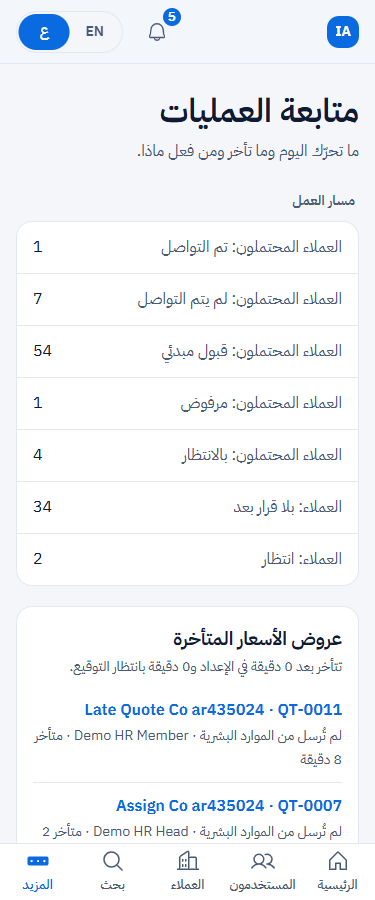 IA
5
EN
ع
متابعة العمليات
ما تحرّك اليوم وما تأخر ومن فعل ماذا.
مسار العمل
العملاء المحتملون: تم التواصل 1
العملاء المحتملون: لم يتم التواصل 7
العملاء المحتملون: قبول مبدئي 54
العملاء المحتملون: مرفوض 1
العملاء المحتملون: بالانتظار 4
العملاء: بلا قرار بعد 34
العملاء: انتظار 2
عروض الأسعار المتأخرة
تتأخر بعد 0 دقيقة في الإعداد و0 دقيقة بانتظار التوقيع.
Late Quote Co ar435024 · QT-0011
لم تُرسل من الموارد البشرية · Demo HR Member · متأخر
8 دقيقة
Assign Co ar435024 · QT-0007
لم تُرسل من الموارد البشرية · Demo HR Head · متأخر 2
الرئيسية
المستخدمون
العملاء
بحث
المزيد